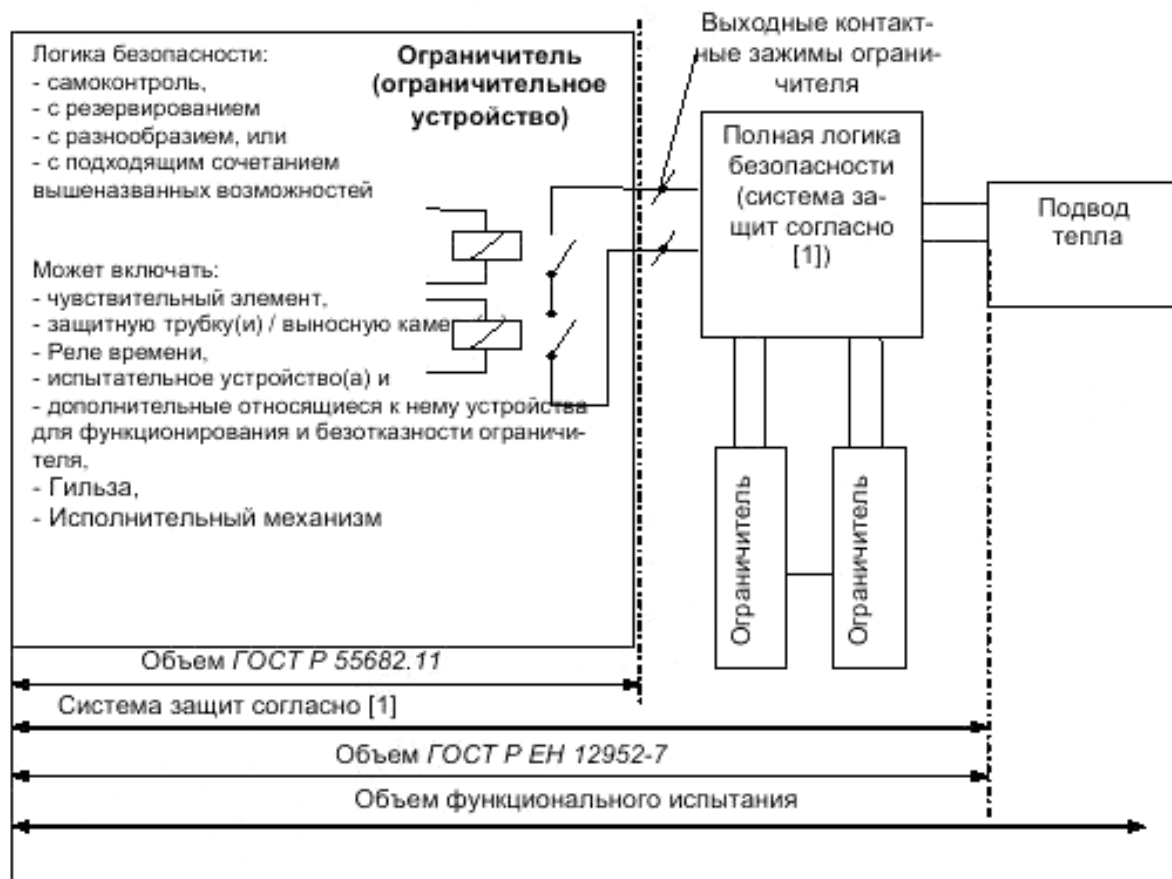 Логика безопасности:
- самоконтроль,
- с резервированием
- с разнообразием, или
- с подходящим сочетанием
вышеназванных возможностей
Ограничитель
(ограничительное
устройство)
Выходные контакт-
ные зажимы ограни-
чителя
Полная логика
безопасности
(система за-
щит согласно
[1])
Подвод
тепла
Может включать:
- чувствительный элемент,
- защитную трубку(и) / выносную
- Реле времени,
- испытательное устройство(а) и
- дополнительные относящиеся к нему устройства
для функционирования и безотказности ограничи-
теля,
- Гильза,
- Исполнительный механизм
Ограничитель
Ограничитель
Объем ГОСТ Р 55682.11
Система защит согласно [1]
Объем ГОСТ Р ЕН 12952-7
Объем функционального испытания